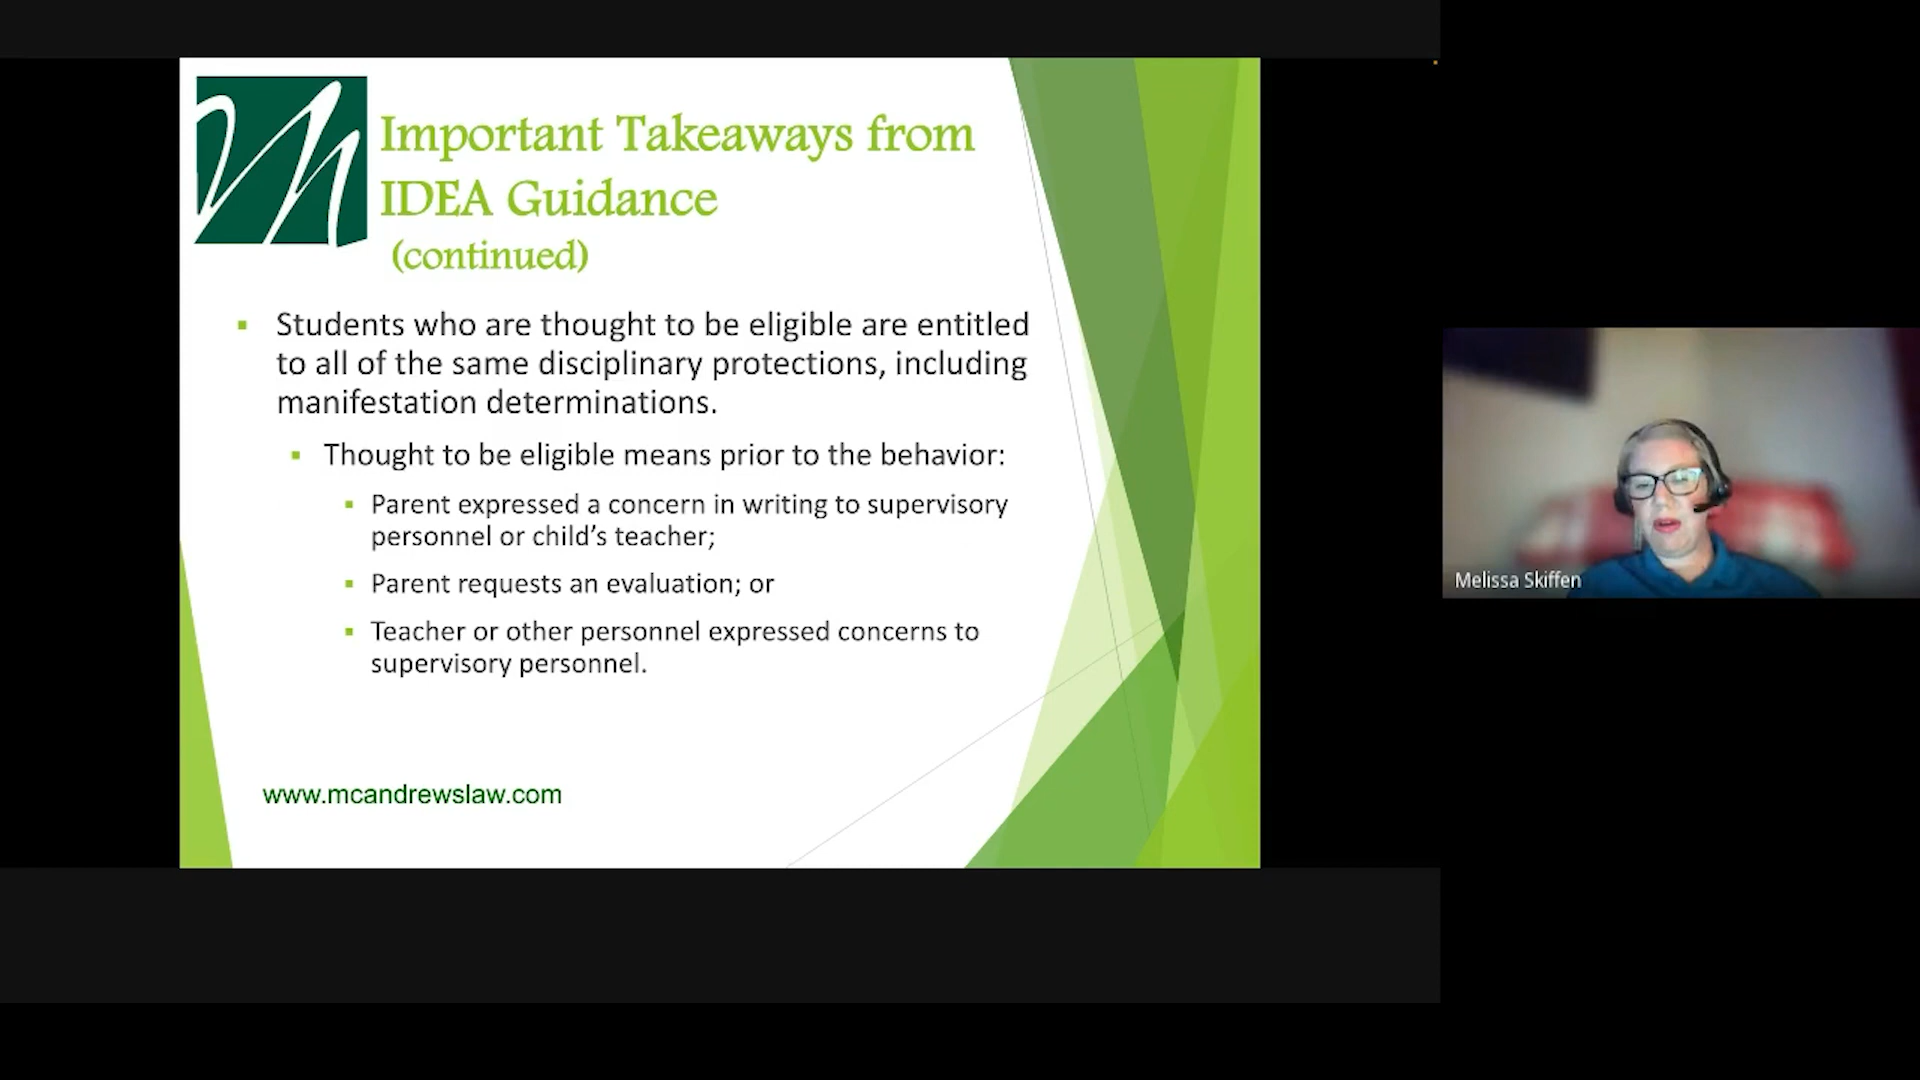 Important Takeaways from
IDEA Guidance
(continued)
Students who are thought to be eligible are entitled
to all of the same disciplinary protections, including
manifestation determinations.
Thought to be eligible means prior to the behavior:
Parent expressed a concern in writing to supervisory
personnel or child’s teacher;
Parent requests an evaluation; or
Teacher or other personnel expressed concerns to
supervisory personnel.
www.mcandrewslaw.com
Melissa Skiffen